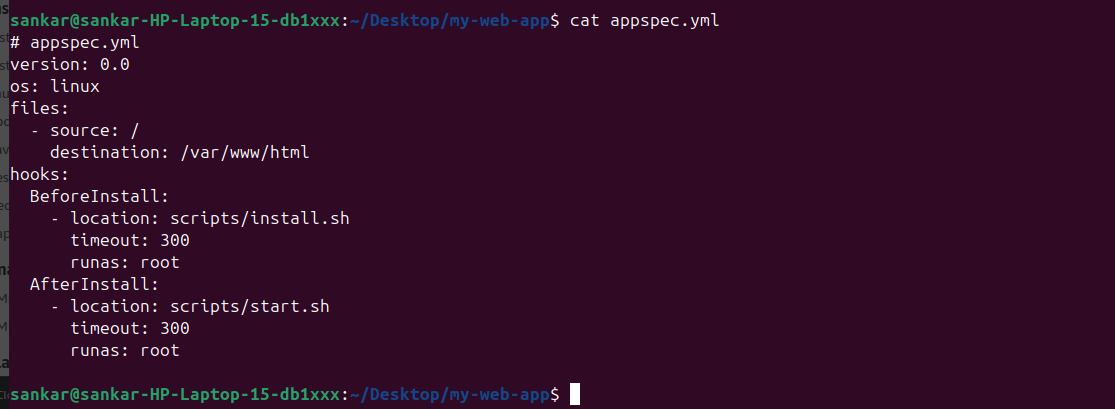 sankar@sankar-HP-Laptop-15-db1xxx:~/Desktop/my-web-app$ cat appspec.yml
# appspec.yml
version: 0.0
os: linux
files:
  - source: /
    destination: /var/www/html
hooks:
  BeforeInstall:
    - location: scripts/install.sh
      timeout: 300
      runas: root
  AfterInstall:
    - location: scripts/start.sh
      timeout: 300
      runas: root
sankar@sankar-HP-Laptop-15-db1xxx:~/Desktop/my-web-app$